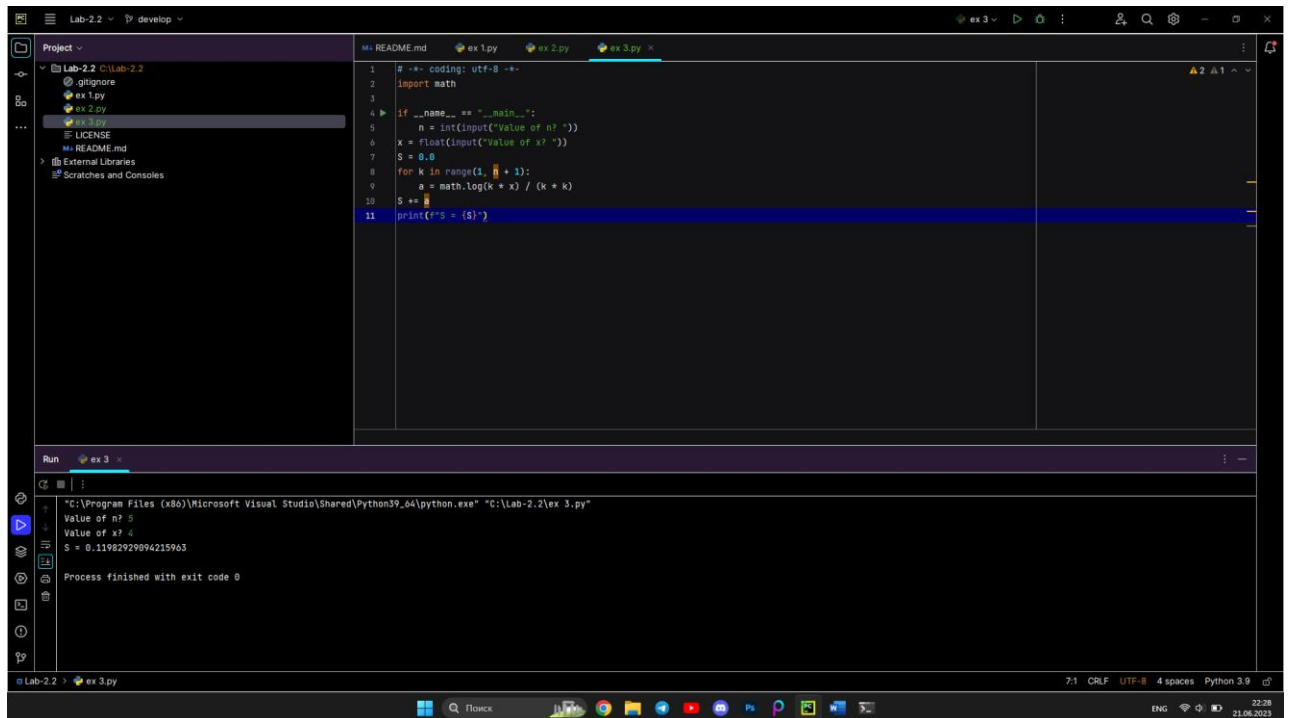 PC Lab-2.2 develop ex 3
Project
README.md ex 1.py ex 2.py ex 3.py
Lab-2.2 C:\Lab-2.2
.gitignore
ex 1.py
ex 2.py
ex 3.py
LICENSE
README.md
External Libraries
Scratches and Consoles
2 1
1 # -*- coding: utf-8 -*-
2 import math
3
4 if __name__ == "__main__":
5 n = int(input("Value of n? "))
6 x = float(input("Value of x? "))
7 S = 0.0
8 for k in range(1, n + 1):
9 a = math.log(k * x) / (k * k)
10 S += a
11 print(f"S = {S}")
Run ex 3
"C:\Program Files (x86)\Microsoft Visual Studio\Shared\Python39_64\python.exe" "C:\Lab-2.2\ex 3.py"
Value of n? 5
Value of x? 4
S = 0.11982929094215963
Process finished with exit code 0
Lab-2.2 > ex 3.py 7:1 CRLF UTF-8 4 spaces Python 3.9
Поиск Ps ENG 22:28
21.06.2023